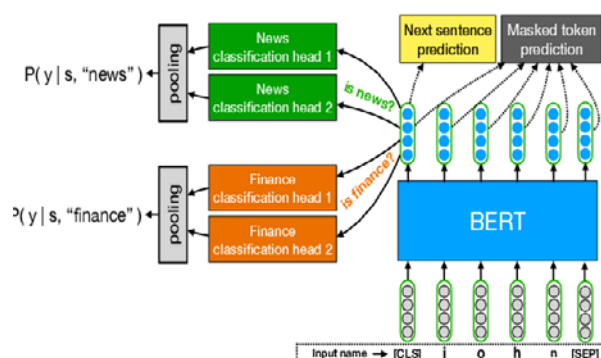 News
classification head 1
News
classification head 2
pooling
P( y | s, "news" )
is news?
Next sentence
prediction
Masked token
prediction
is finance?
Finance
classification head 1
Finance
classification head 2
pooling
P( y | s, "finance" )
BERT
Input name [CLS] j o h n [SEP]